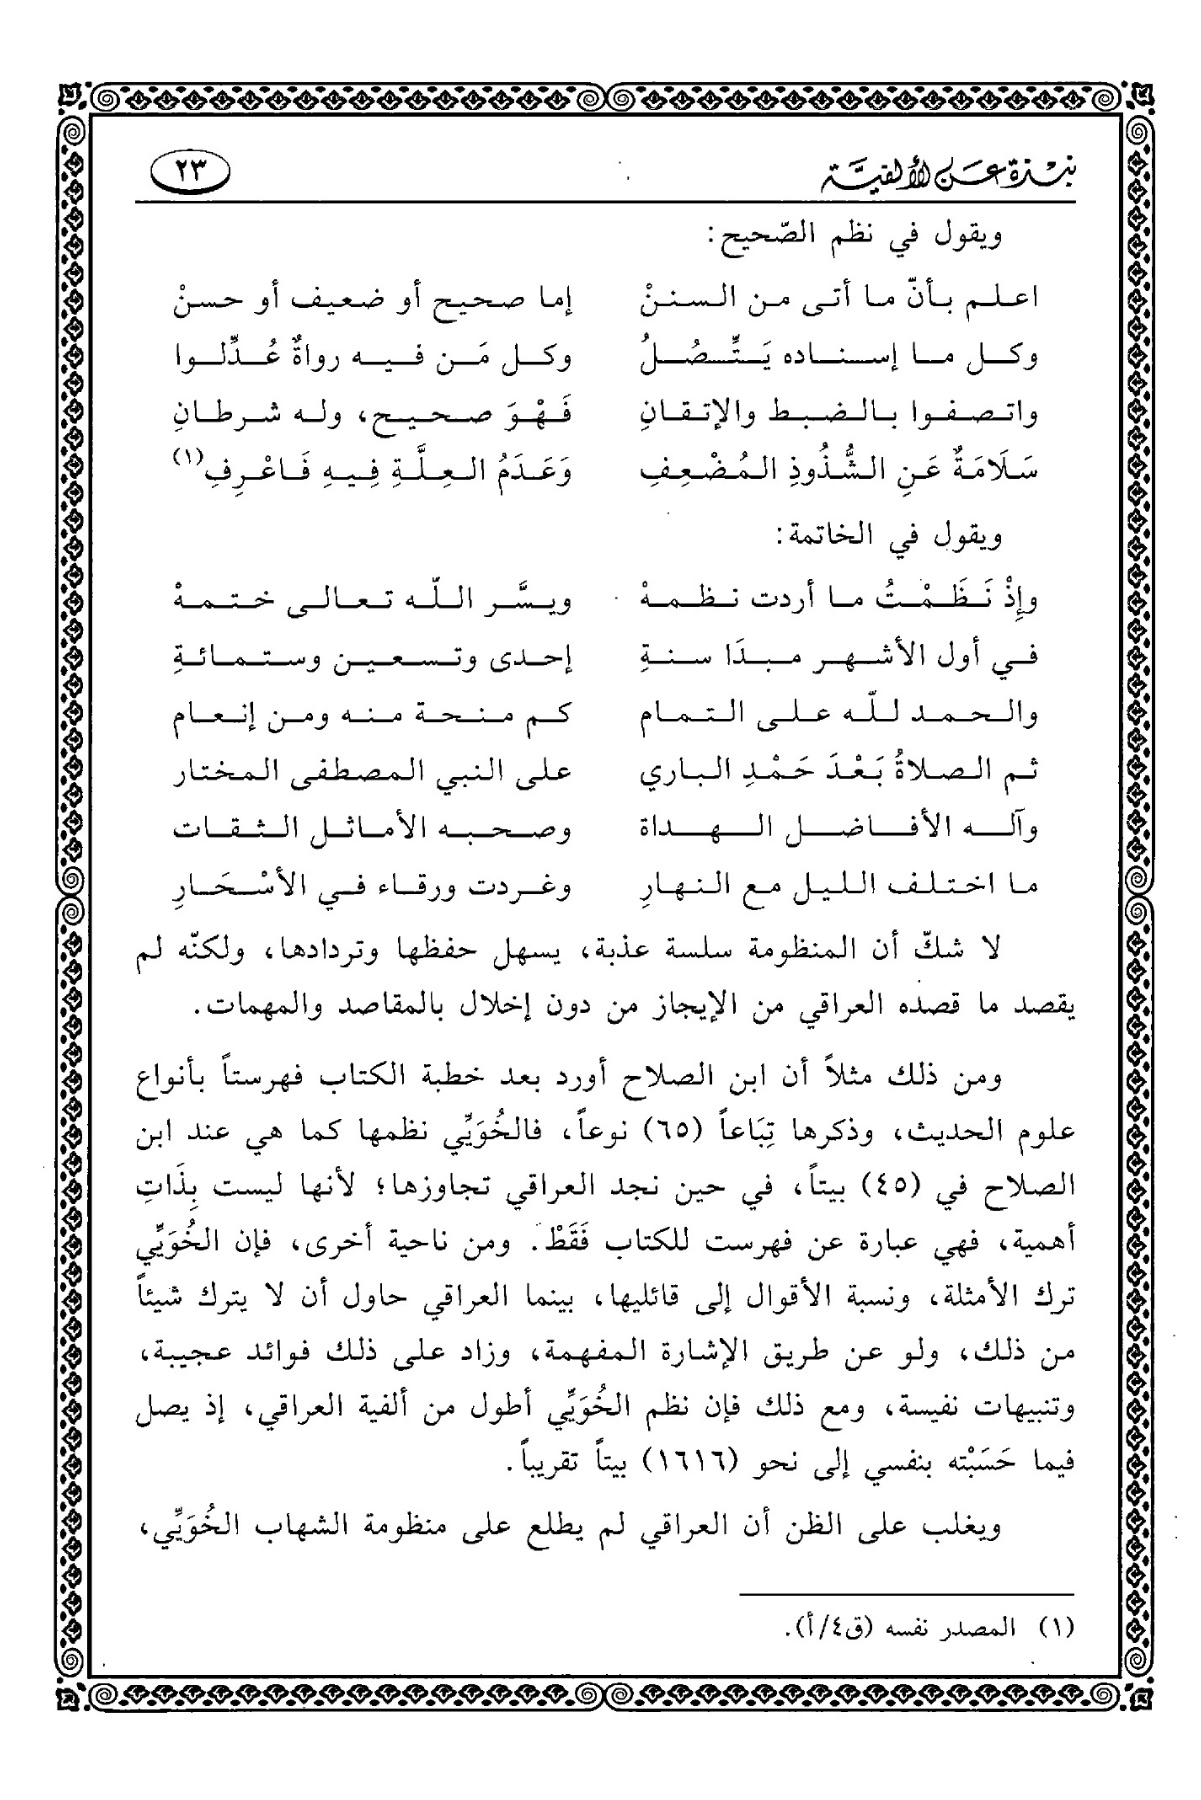 نبذة عن الألفية ٢٣
ويقول في نظم الصّحيح:
اعلم بأنّ ما أتى من السننْ إما صحيح أو ضعيف أو حسنْ
وكل ما إسناده يَتَّصُلُ وكل مَن فيه رواةٌ عُدِّلوا
واتصفوا بالضبط والإتقانِ فَهْوَ صحيح، وله شرطانِ
سَلَامَةٌ عَنِ الشُّذُوذِ المُضْعِفِ وَعَدَمُ العِلَّةِ فِيهِ فَاعْرِفِ(١)
ويقول في الخاتمة:
وإِذْ نَظَمْتُ ما أردت نظمهْ ويسَّر اللّه تعالى ختمهْ
في أول الأشهر مبدَا سنةِ إحدى وتسعين وستمائةِ
والحمد للّه على التمام كم منحة منه ومن إنعام
ثم الصلاةُ بَعْدَ حَمْدِ الباري على النبي المصطفى المختار
وآله الأفاضل الهداة وصحبه الأماثل الثقات
ما اختلف الليل مع النهارِ وغردت ورقاء في الأسْحَارِ
لا شكّ أن المنظومة سلسة عذبة، يسهل حفظها وتردادها، ولكنّه لم
يقصد ما قصده العراقي من الإيجاز من دون إخلال بالمقاصد والمهمات.
ومن ذلك مثلاً أن ابن الصلاح أورد بعد خطبة الكتاب فهرستاً بأنواع
علوم الحديث، وذكرها تِبَاعاً (٦٥) نوعاً، فالخُوَيِّي نظمها كما هي عند ابن
الصلاح في (٤٥) بيتاً، في حين نجد العراقي تجاوزها؛ لأنها ليست بِذَاتِ
أهمية، فهي عبارة عن فهرست للكتاب فَقَطْ. ومن ناحية أخرى، فإن الخُوَيِّي
ترك الأمثلة، ونسبة الأقوال إلى قائليها، بينما العراقي حاول أن لا يترك شيئاً
من ذلك، ولو عن طريق الإشارة المفهمة، وزاد على ذلك فوائد عجيبة،
وتنبيهات نفيسة، ومع ذلك فإن نظم الخُوَيِّي أطول من ألفية العراقي، إذ يصل
فيما حَسَبْته بنفسي إلى نحو (١٦١٦) بيتاً تقريباً.
ويغلب على الظن أن العراقي لم يطلع على منظومة الشهاب الخُوَيِّي،
(١) المصدر نفسه (ق٤/أ).